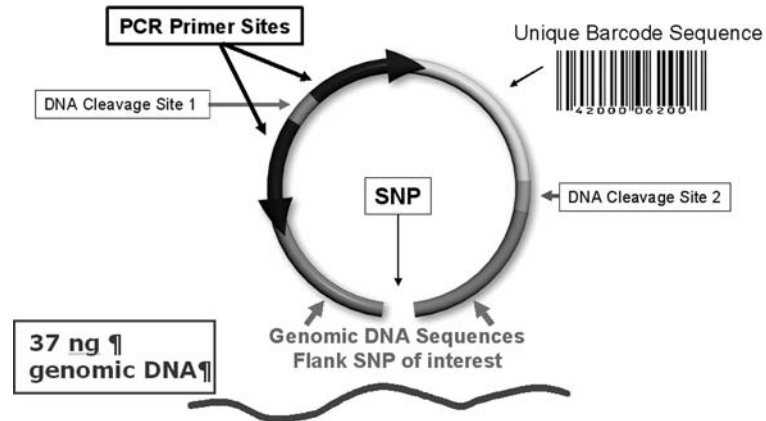 PCR Primer Sites
Unique Barcode Sequence
DNA Cleavage Site 1
42000 06200
SNP
DNA Cleavage Site 2
Genomic DNA Sequences
Flank SNP of interest
37 ng ¶
genomic DNA¶